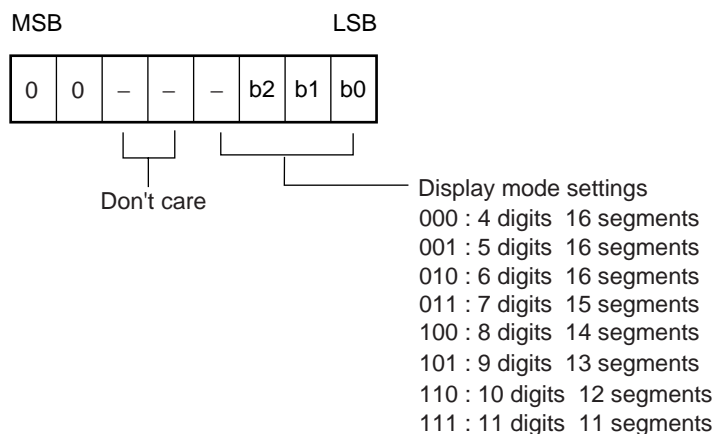 MSB LSB
0 0 – – – b2 b1 b0
Don't care
Display mode settings
000 : 4 digits 16 segments
001 : 5 digits 16 segments
010 : 6 digits 16 segments
011 : 7 digits 15 segments
100 : 8 digits 14 segments
101 : 9 digits 13 segments
110 : 10 digits 12 segments
111 : 11 digits 11 segments